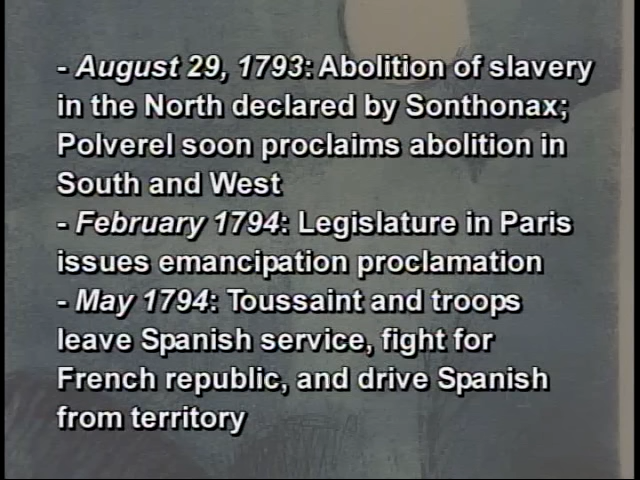 - August 29, 1793: Abolition of slavery
in the North declared by Sonthonax;
Polverel soon proclaims abolition in
South and West
- February 1794: Legislature in Paris
issues emancipation proclamation
- May 1794: Toussaint and troops
leave Spanish service, fight for
French republic, and drive Spanish
from territory